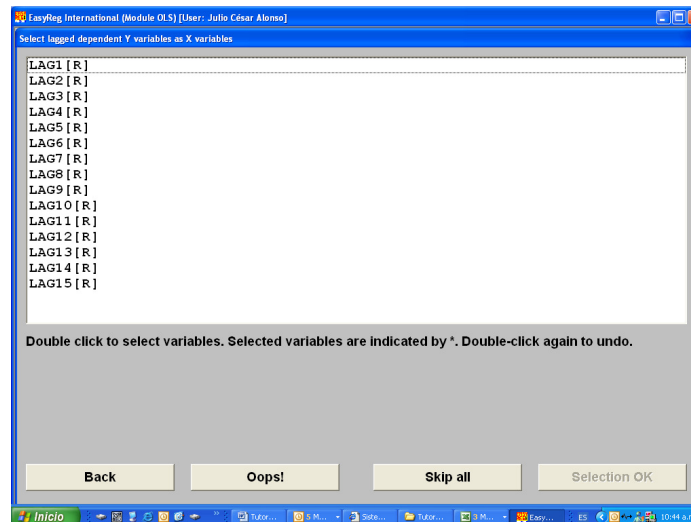 EasyReg International (Module OLS) [User: Julio César Alonso]
Select lagged dependent Y variables as X variables
LAG1[R]
LAG2[R]
LAG3[R]
LAG4[R]
LAG5[R]
LAG6[R]
LAG7[R]
LAG8[R]
LAG9[R]
LAG10[R]
LAG11[R]
LAG12[R]
LAG13[R]
LAG14[R]
LAG15[R]
Double click to select variables. Selected variables are indicated by *. Double-click again to undo.
Back Oops! Skip all Selection OK
Inicio Tutor... 5 M... Siste... Tutor... 3 M... Easy... ES 10:44 a.